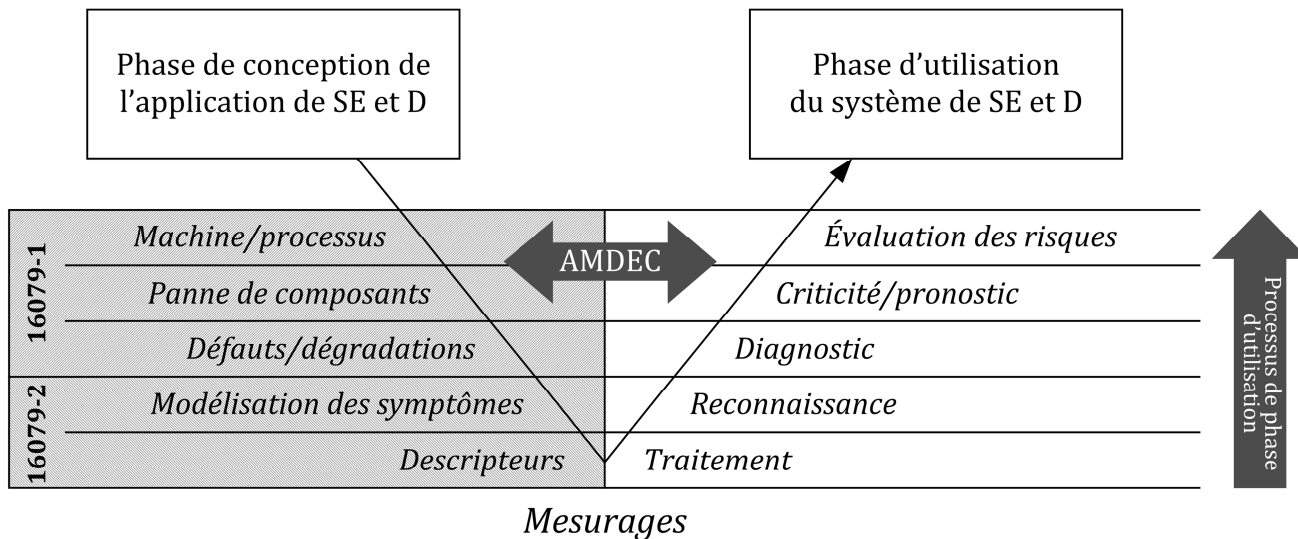 Phase de conception de
l’application de SE et D
Phase d’utilisation
du système de SE et D
16079-1
Machine/processus
AMDEC
Évaluation des risques
Panne de composants
Criticité/pronostic
Défauts/dégradations
Diagnostic
16079-2
Modélisation des symptômes
Reconnaissance
Descripteurs
Traitement
Processus de phase
d’utilisation
Mesurages